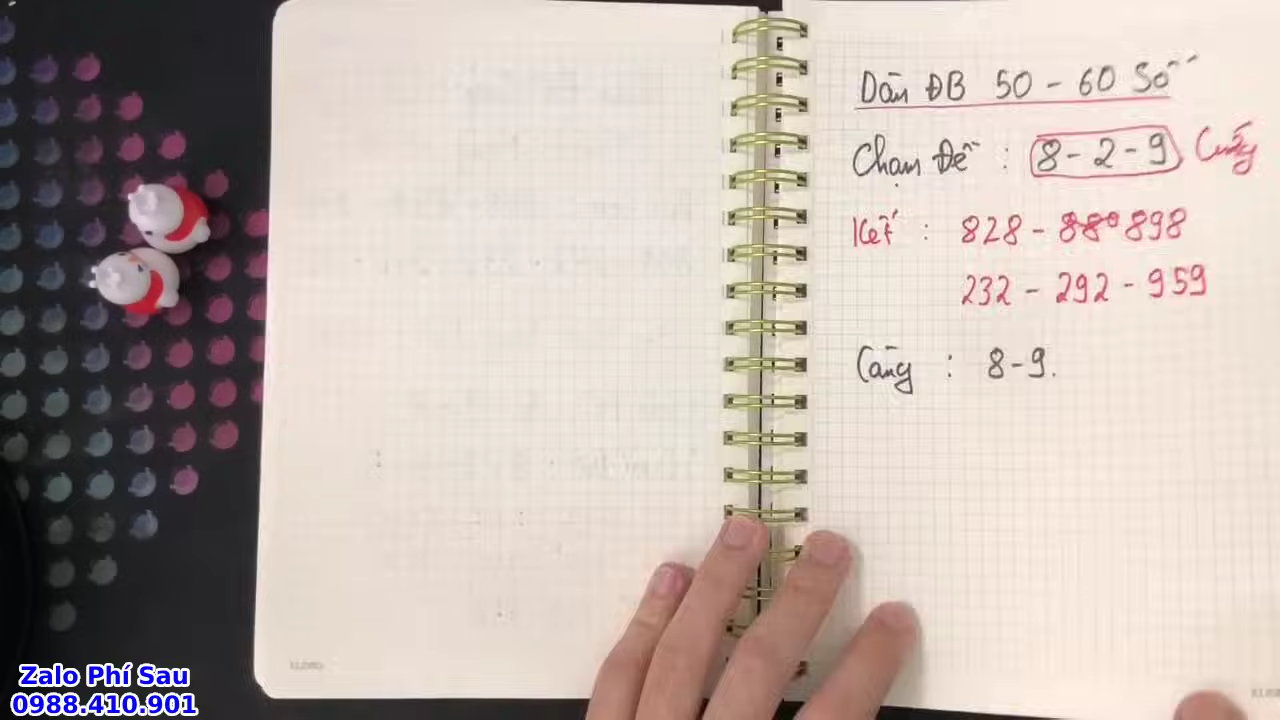 Dàn ĐB 50 - 60 Số
Chạm Đề : 8 - 2 - 9 Cứng
Kết : 828 - 880 898
232 - 292 - 959
Càng : 8 - 9.
Zalo Phí Sau
0988.410.901